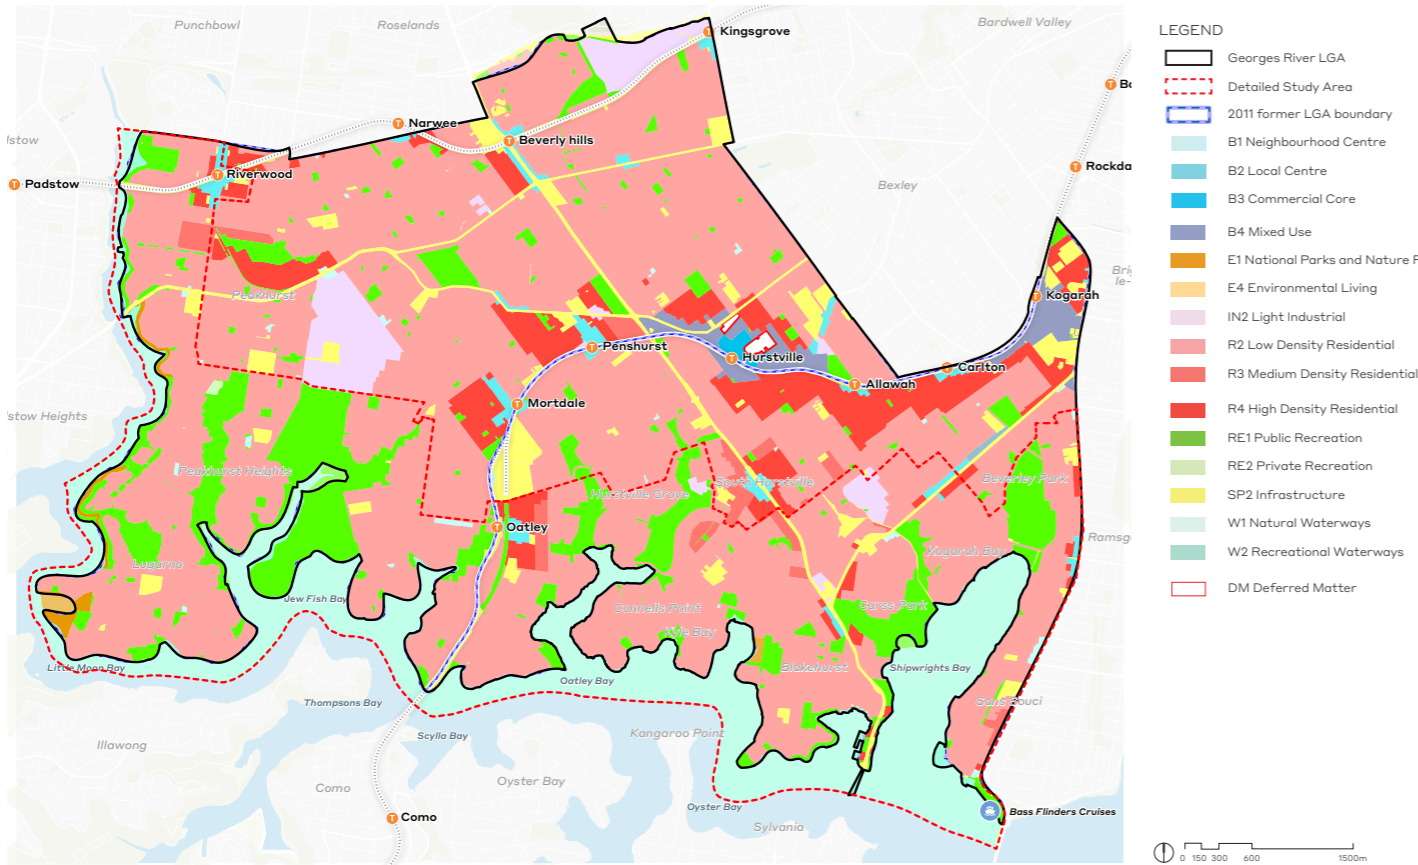 Punchbowl
Roselands
Bardwell Valley
Kingsgrove
LEGEND
Georges River LGA
Detailed Study Area
2011 former LGA boundary
B1 Neighbourhood Centre
B2 Local Centre
B3 Commercial Core
B4 Mixed Use
E1 National Parks and Nature
E4 Environmental Living
IN2 Light Industrial
R2 Low Density Residential
R3 Medium Density Residential
R4 High Density Residential
RE1 Public Recreation
RE2 Private Recreation
SP2 Infrastructure
W1 Natural Waterways
W2 Recreational Waterways
DM Deferred Matter
T
Narwee
Beverly hills
Riverwood
Padstow
Rockda
Bexley
Peakhurst
Kogarah
Penshurst
Hurstville
Allawah
Carlton
Mortdale
stow Heights
Peakhurst Heights
Hurstville Grove
South Hurstville
Beverley Park
Oatley
Ramsg
Kogarah Bay
Lugarno
Jew Fish Bay
Connells Point
Kyle Bay
Carss Park
Little Moon Bay
Oatley Bay
Blakehurst
Shipwrights Bay
Sans Souci
Thompsons Bay
Scylla Bay
Kangaroo Point
Illawong
Como
Oyster Bay
Oyster Bay
Sylvania
Bass Flinders Cruises
Como
0 150 300 600 1500m